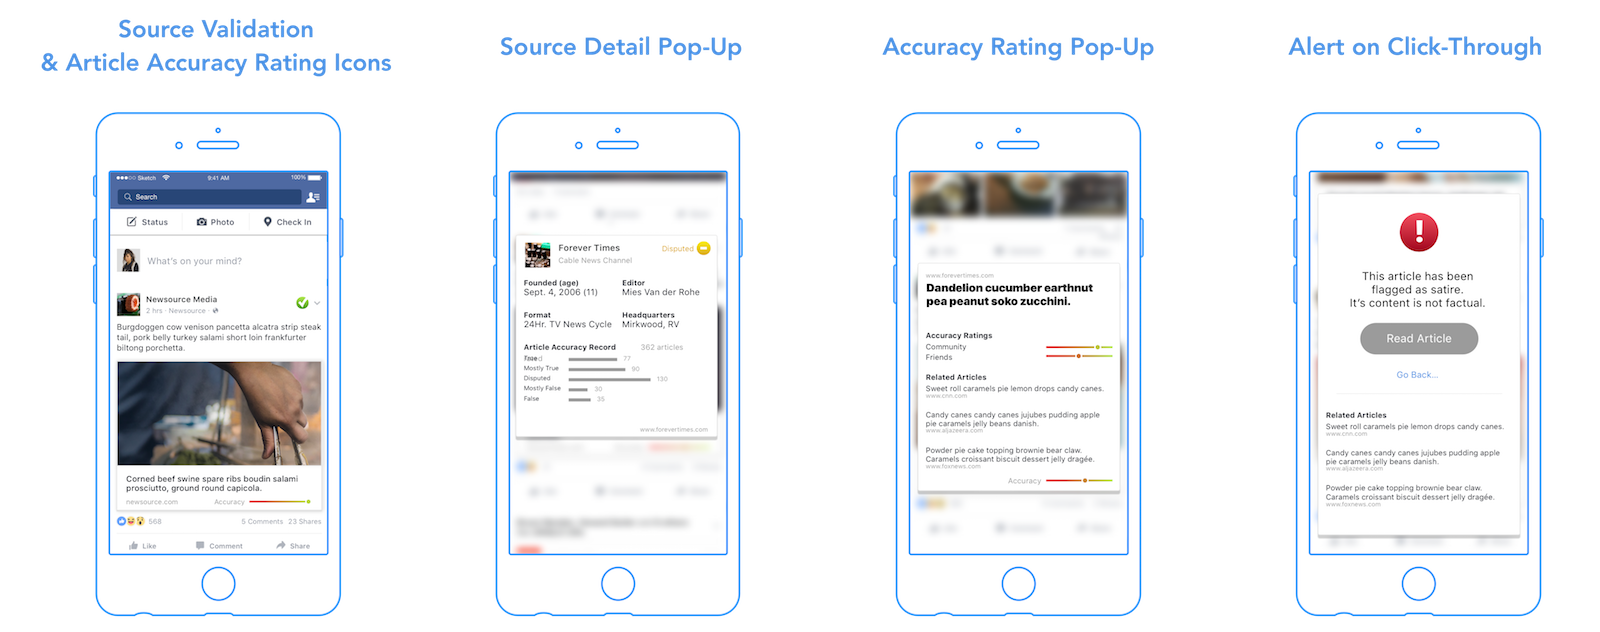 Source Validation
& Article Accuracy Rating Icons
Sketch
9:41 AM
100%
Search
Status
Photo
Check In
What's on your mind?
Newsource Media
2 hrs · Newsource ·
Burgdoggen cow venison pancetta alcatra strip steak
tail, pork belly turkey salami short loin frankfurter
biltong porchetta.
Corned beef swine spare ribs boudin salami
prosciutto, ground round capicola.
newsource.com
Accuracy
568
5 Comments 23 Shares
Like
Comment
Share
Source Detail Pop-Up
Forever Times
Disputed
Cable News Channel
Founded (age)
Editor
Sept. 4, 2006 (11)
Mies Van der Rohe
Format
Headquarters
24Hr. TV News Cycle
Mirkwood, RV
Article Accuracy Record
362 articles
77
Mostly True
90
Disputed
130
Mostly False
30
False
35
www.forevertimes.com
Accuracy Rating Pop-Up
www.forevertimes.com
Dandelion cucumber earthnut
pea peanut soko zucchini.
Accuracy Ratings
Community
Friends
Related Articles
Sweet roll caramels pie lemon drops candy canes.
www.cnn.com
Candy canes candy canes jujubes pudding apple
pie caramels jelly beans danish.
www.aljazeera.com
Powder pie cake topping brownie bear claw.
Caramels croissant biscuit dessert jelly dragée.
www.foxnews.com
Accuracy
Alert on Click-Through
This article has been
flagged as satire.
It's content is not factual.
Read Article
Go Back...
Related Articles
Sweet roll caramels pie lemon drops candy canes.
www.cnn.com
Candy canes candy canes jujubes pudding apple
pie caramels jelly beans danish.
www.aljazeera.com
Powder pie cake topping brownie bear claw.
Caramels croissant biscuit dessert jelly dragée.
www.foxnews.com